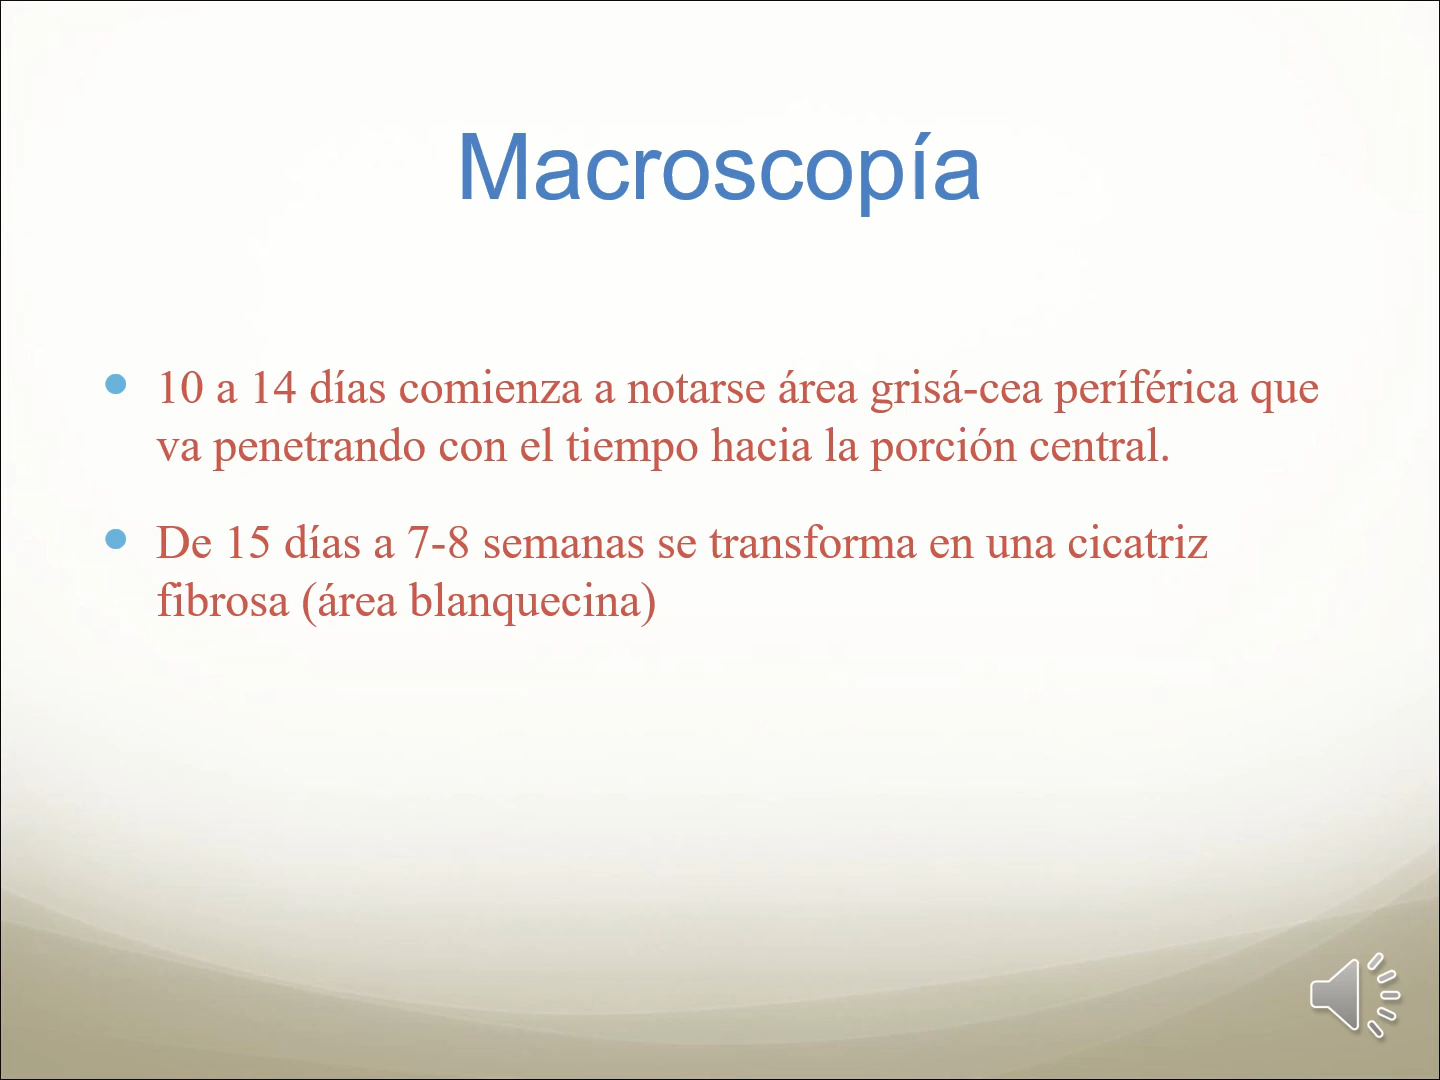 Macroscopía
10 a 14 días comienza a notarse área grisá-cea períférica que
va penetrando con el tiempo hacia la porción central.
De 15 días a 7-8 semanas se transforma en una cicatriz
fibrosa (área blanquecina)